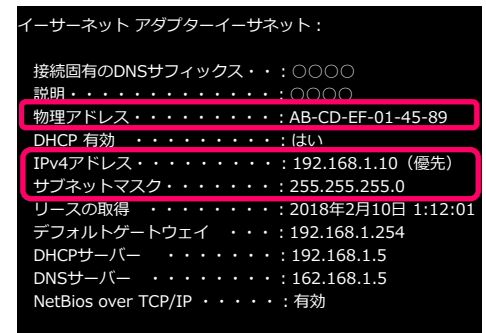 イーサーネット アダプターイーサネット：
接続固有のDNSサフィックス・・：○○○○
説明・・・・・・・・・・・・・：○○○○
物理アドレス・・・・・・・・・：AB-CD-EF-01-45-89
DHCP 有効 ・・・・・・・・・：はい
IPv4アドレス・・・・・・・・・：192.168.1.10（優先）
サブネットマスク・・・・・・・：255.255.255.0
リースの取得 ・・・・・・・・：2018年2月10日 1:12:01
デフォルトゲートウェイ ・・・：192.168.1.254
DHCPサーバー ・・・・・・・：192.168.1.5
DNSサーバー ・・・・・・・・：162.168.1.5
NetBios over TCP/IP ・・・・・：有効